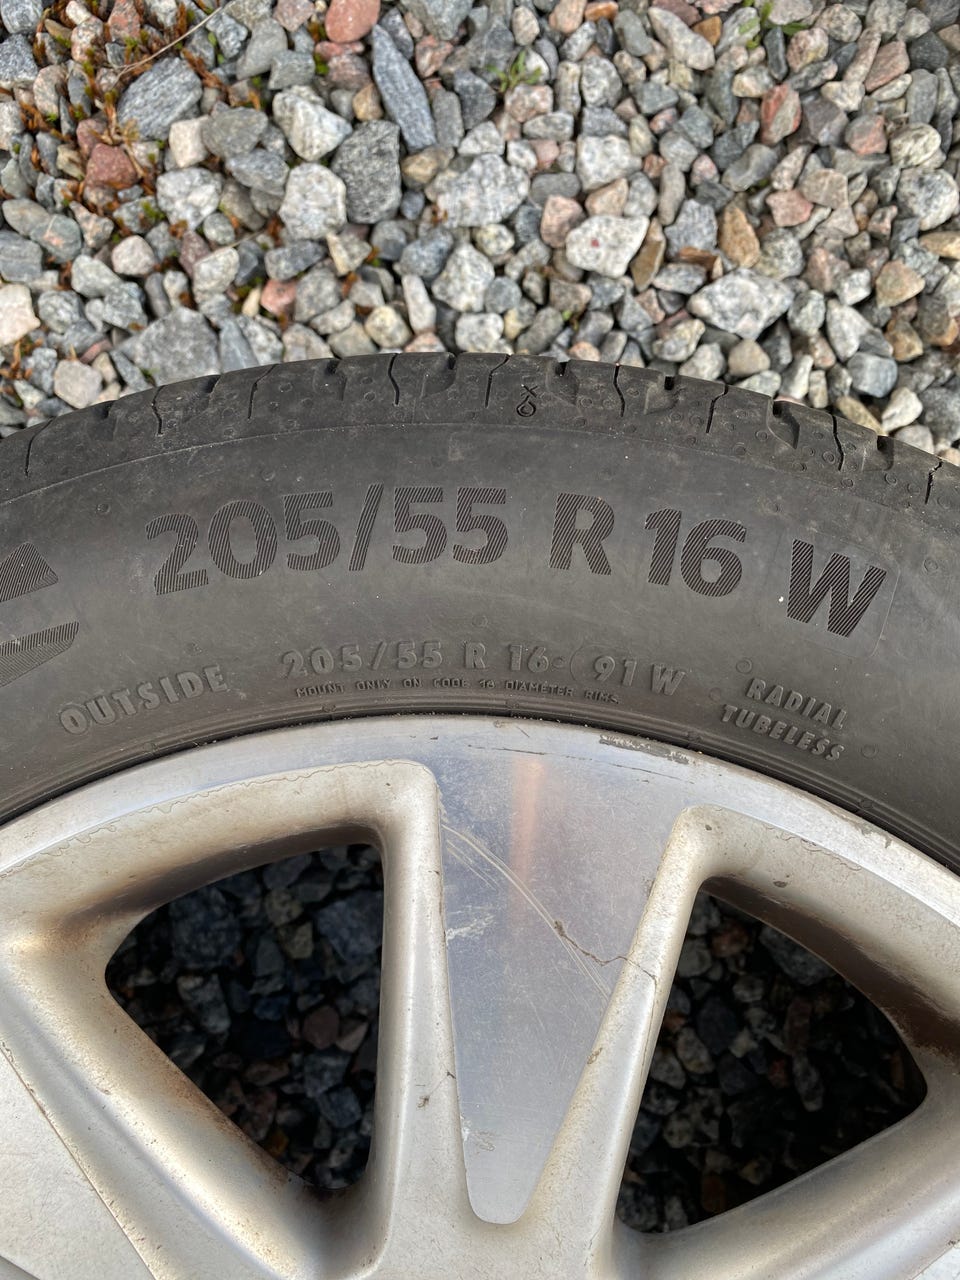 205/55 R 16 W
OUTSIDE
205/55 R 16 91 W
MOUNT ONLY ON CODE 16 DIAMETER RIMS
RADIAL
TUBELESS